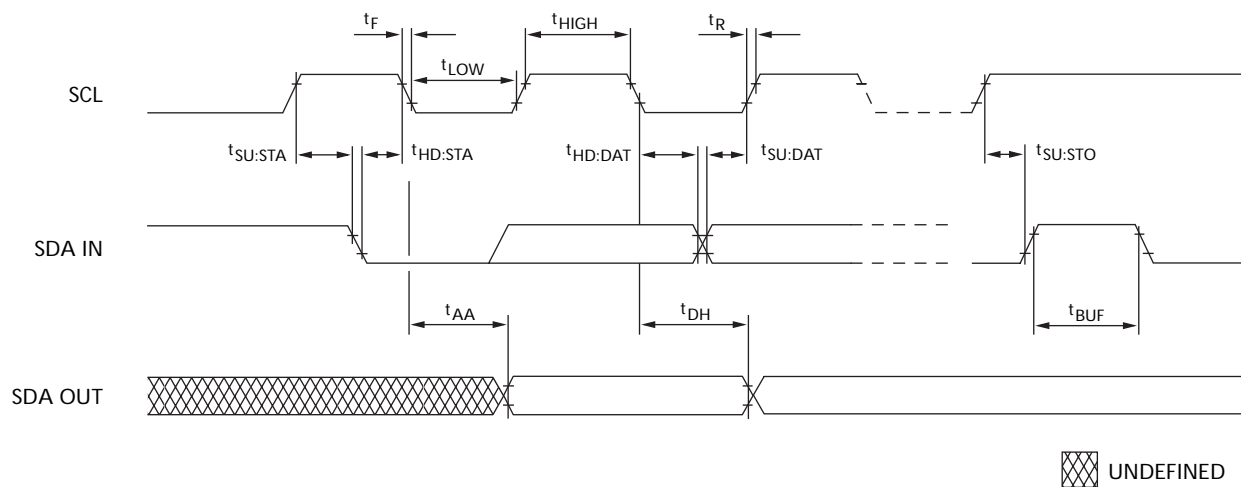 tF
tHIGH
tR
tLOW
SCL
tSU:STA
tHD:STA
tHD:DAT
tSU:DAT
tSU:STO
SDA IN
tAA
tDH
tBUF
SDA OUT
UNDEFINED